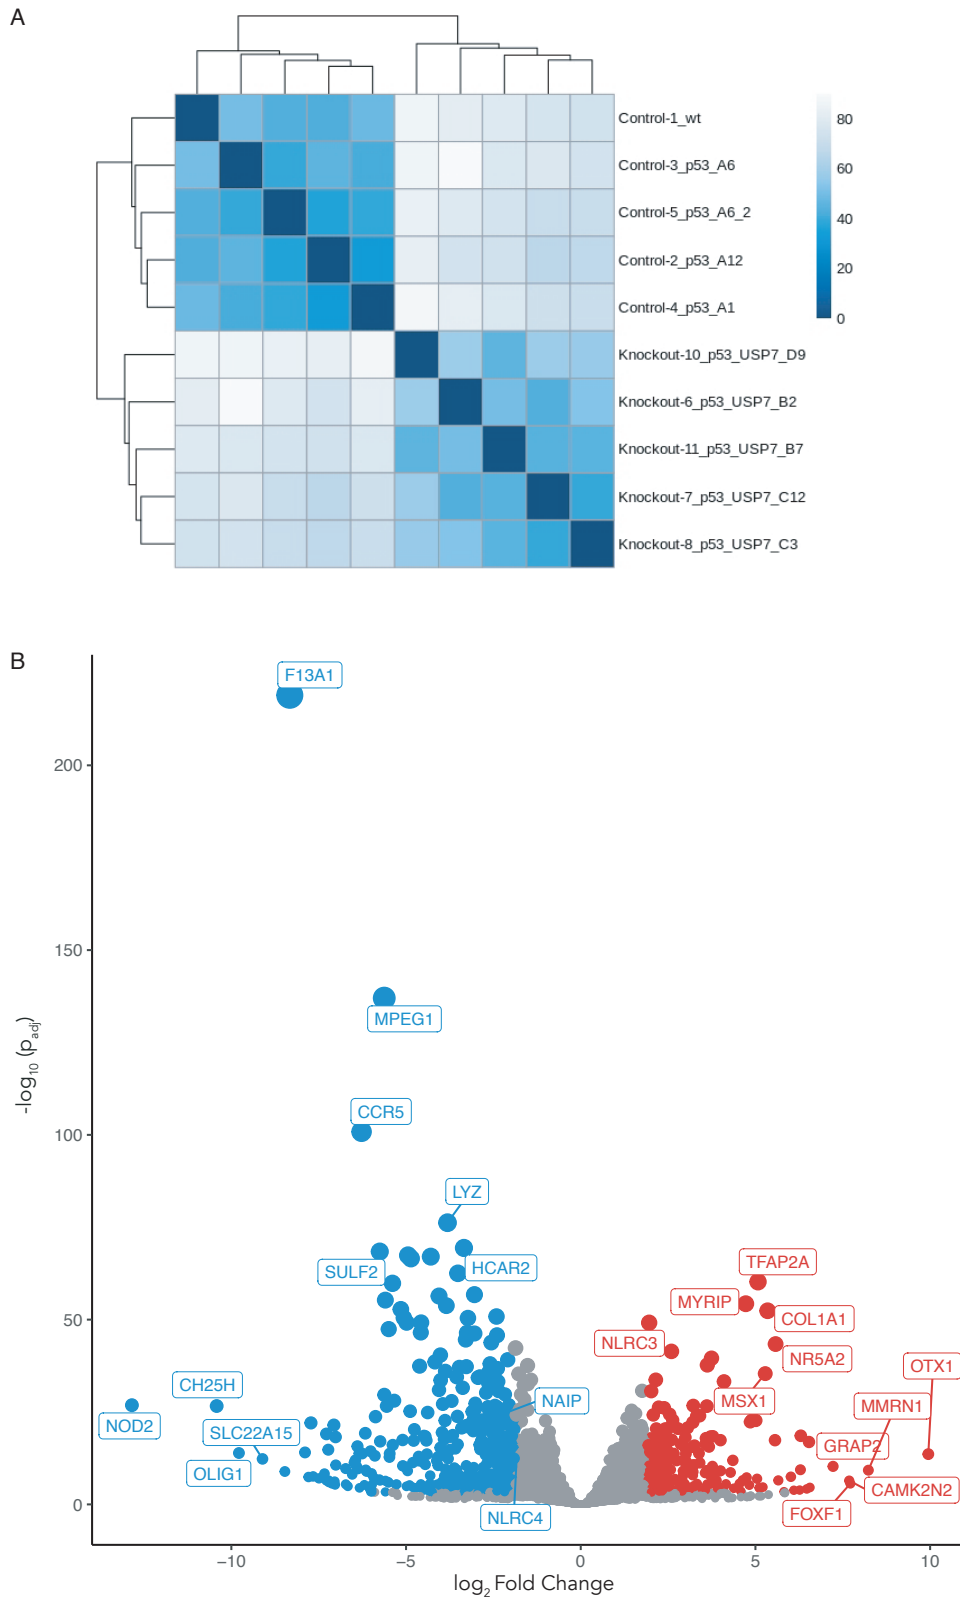 A
Control-1_wt
Control-3_p53_A6
Control-5_p53_A6_2
Control-2_p53_A12
Control-4_p53_A1
Knockout-10_p53_USP7_D9
Knockout-6_p53_USP7_B2
Knockout-11_p53_USP7_B7
Knockout-7_p53_USP7_C12
Knockout-8_p53_USP7_C3
80
60
40
20
0
B
F13A1
200
150
MPEG1
-log10 (padj)
CCR5
100
LYZ
SULF2
HCAR2
TFAP2A
MYRIP
COL1A1
50
NLRC3
NR5A2
OTX1
CH25H
NAIP
MSX1
MMRN1
NOD2
SLC22A15
GRAP2
OLIG1
CAMK2N2
0
NLRC4
FOXF1
−10
−5
0
5
10
log2 Fold Change